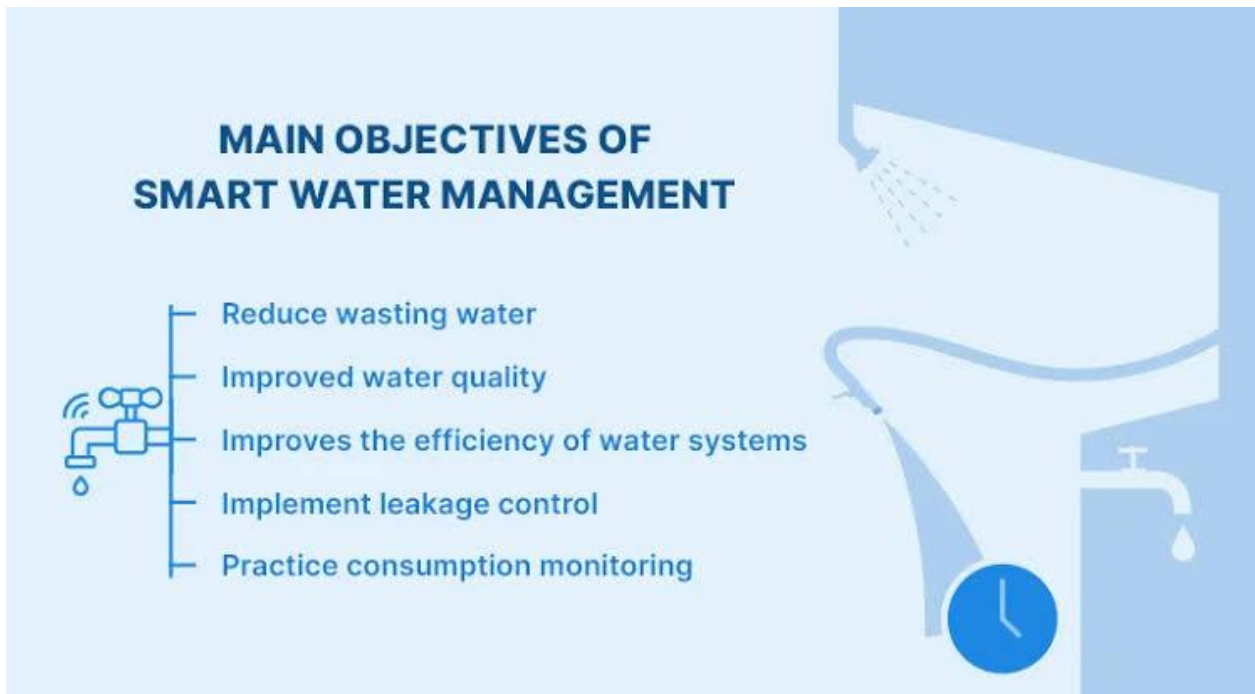 MAIN OBJECTIVES OF
SMART WATER MANAGEMENT
Reduce wasting water
Improved water quality
Improves the efficiency of water systems
Implement leakage control
Practice consumption monitoring